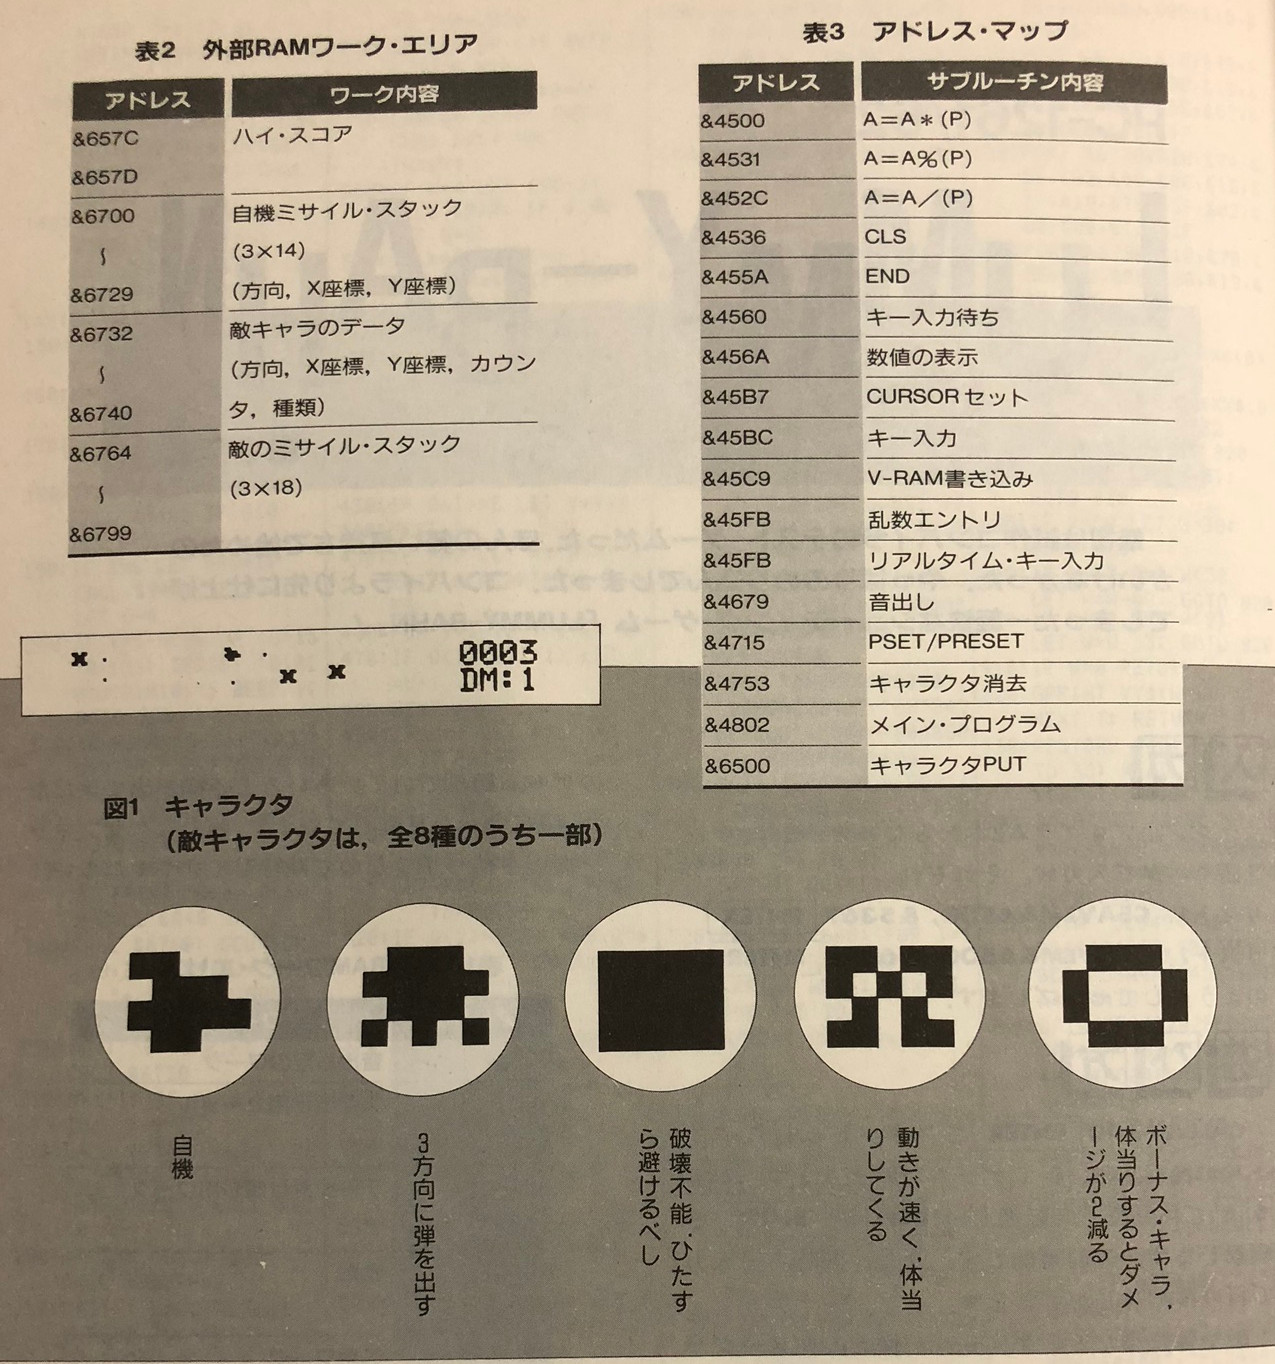 表2　外部RAMワーク・エリア
アドレス　ワーク内容
&657C　ハイ・スコア
&657D
&6700　自機ミサイル・スタック
〜　(3×14)
&6729　(方向，X座標，Y座標)
&6732　敵キャラのデータ
〜　(方向，X座標，Y座標，カウン
&6740　タ，種類)
&6764　敵のミサイル・スタック
〜　(3×18)
&6799
表3　アドレス・マップ
アドレス　サブルーチン内容
&4500　A=A＊(P)
&4531　A=A%(P)
&452C　A=A／(P)
&4536　CLS
&455A　END
&4560　キー入力待ち
&456A　数値の表示
&45B7　CURSORセット
&45BC　キー入力
&45C9　V-RAM書き込み
&45FB　乱数エントリ
&45FB　リアルタイム・キー入力
&4679　音出し
&4715　PSET/PRESET
&4753　キャラクタ消去
&4802　メイン・プログラム
&6500　キャラクタPUT
0003
DM:1
図1　キャラクタ
(敵キャラクタは，全8種のうち一部)
自機
3方向に弾を出す
破壊不能，ひたす
ら避けるべし
動きが速く，体当
りしてくる
ボーナス・キャラ，
体当りするとダメ
ージが2減る